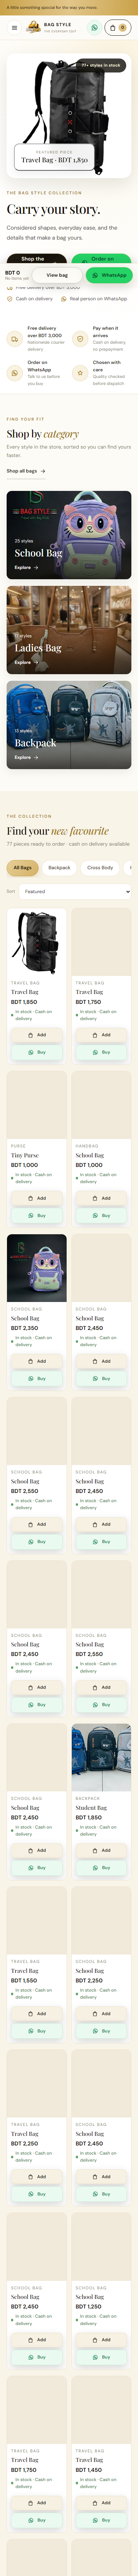 A little something for the way you move.
BAG STYLE
THE EVERYDAY EDIT
0
77+ styles in stock
FEATURED PIECE
Travel Bag · BDT 1,850
THE BAG STYLE COLLECTION
Carry your story.
Considered shapes, everyday ease, and the details that make a bag yours.
Shop the
Order on
BDT 0
View bag
WhatsApp
Free delivery over BDT 3,000
Cash on delivery
Real person on WhatsApp
Free delivery over BDT 3,000
Nationwide courier delivery
Pay when it arrives
Cash on delivery, no prepayment
Order on WhatsApp
Talk to us before you buy
Chosen with care
Quality checked before dispatch
FIND YOUR FIT
Shop by category
Every style in the store, sorted so you can find yours faster.
Shop all bags →
25 styles
School Bag
Explore →
BAG STYLE
styles
Ladies Bag
Explore →
13 styles
Backpack
Explore →
THE COLLECTION
Find your new favourite
77 pieces ready to order · cash on delivery available
All Bags
Backpack
Cross Body
Sort
Featured
TRAVEL BAG
Travel Bag
BDT 1,850
In stock · Cash on delivery
Add
Buy
TRAVEL BAG
Travel Bag
BDT 1,750
In stock · Cash on delivery
Add
Buy
PURSE
Tiny Purse
BDT 1,000
In stock · Cash on delivery
Add
Buy
HANDBAG
School Bag
BDT 1,000
In stock · Cash on delivery
Add
Buy
SCHOOL BAG
School Bag
BDT 2,350
In stock · Cash on delivery
Add
Buy
SCHOOL BAG
School Bag
BDT 2,450
In stock · Cash on delivery
Add
Buy
SCHOOL BAG
School Bag
BDT 2,550
In stock · Cash on delivery
Add
Buy
SCHOOL BAG
School Bag
BDT 2,450
In stock · Cash on delivery
Add
Buy
SCHOOL BAG
School Bag
BDT 2,450
In stock · Cash on delivery
Add
Buy
SCHOOL BAG
School Bag
BDT 2,550
In stock · Cash on delivery
Add
Buy
SCHOOL BAG
School Bag
BDT 2,450
In stock · Cash on delivery
Add
Buy
BACKPACK
Student Bag
BDT 1,850
In stock · Cash on delivery
Add
Buy
TRAVEL BAG
Travel Bag
BDT 1,550
In stock · Cash on delivery
Add
Buy
SCHOOL BAG
School Bag
BDT 2,250
In stock · Cash on delivery
Add
Buy
TRAVEL BAG
Travel Bag
BDT 2,250
In stock · Cash on delivery
Add
Buy
SCHOOL BAG
School Bag
BDT 2,450
In stock · Cash on delivery
Add
Buy
SCHOOL BAG
School Bag
BDT 2,450
In stock · Cash on delivery
Add
Buy
SCHOOL BAG
School Bag
BDT 1,250
In stock · Cash on delivery
Add
Buy
TRAVEL BAG
Travel Bag
BDT 1,750
In stock · Cash on delivery
Add
Buy
TRAVEL BAG
Travel Bag
BDT 1,450
In stock · Cash on delivery
Add
Buy